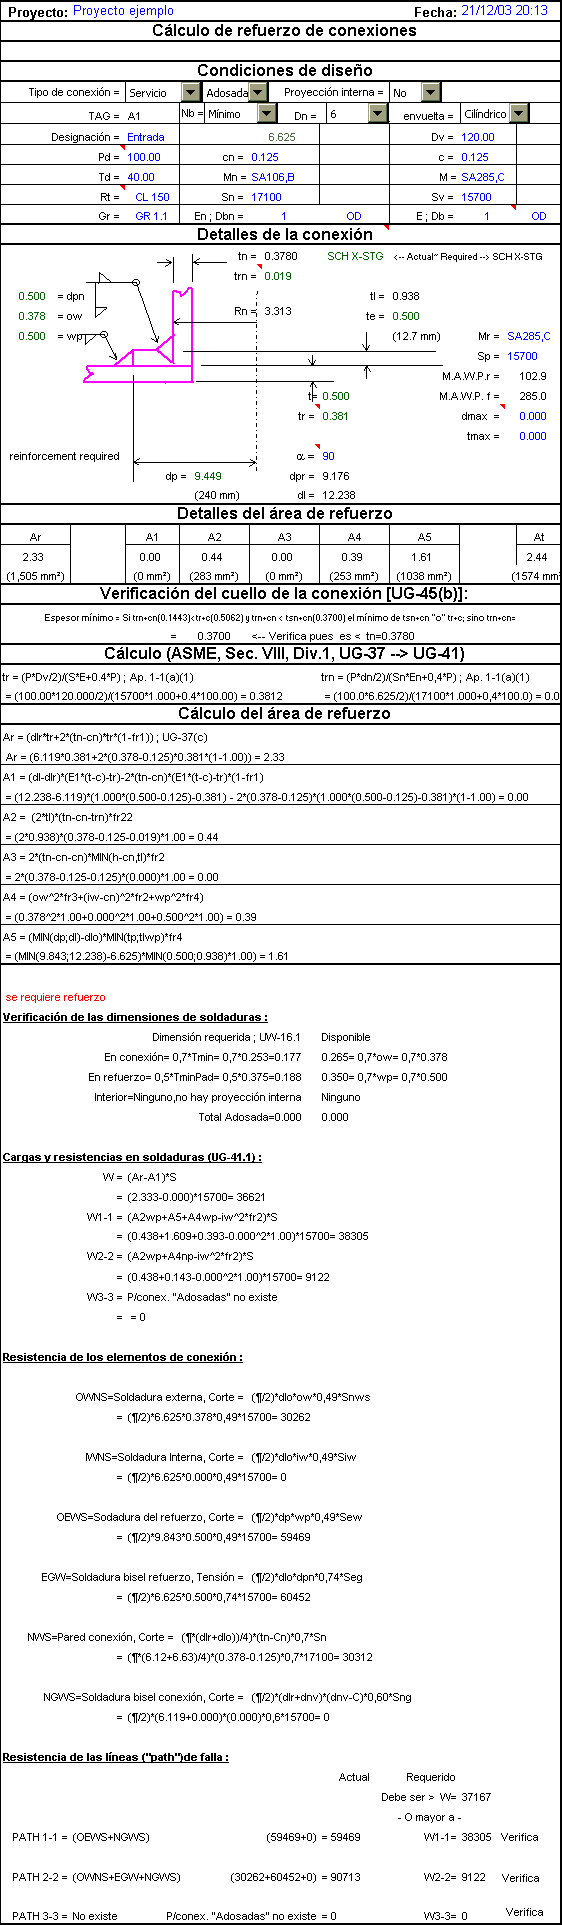 Proyecto: Proyecto ejemplo Fecha: 21/12/03 20:13
Cálculo de refuerzo de conexiones
Condiciones de diseño
Tipo de conexión = Servicio Adosada Proyección interna = No
TAG = A1 Nb = Mínimo Dn = 6 envuelta = Cilíndrico
Designación = Entrada 6.625 Dv = 120.00
Pd = 100.00 cn = 0.125 c = 0.125
Td = 40.00 Mn = SA106,B M = SA285,C
Rt = CL 150 Sn = 17100 Sv = 15700
Gr = GR 1.1 En ; Dbn = 1 OD E ; Db = 1 OD
Detalles de la conexión
tn = 0.3780 SCH X-STG <-- Actual~ Required --> SCH X-STG
trn = 0.019
0.500 = dpn tl = 0.938
0.378 = ow Rn = 3.313 te = 0.500
0.500 = wp (12.7 mm) Mr = SA285,C
Sp = 15700
M.A.W.P.r = 102.9
t= 0.500 M.A.W.P. f = 285.0
tr = 0.381 dmax = 0.000
tmax = 0.000
reinforcement required α = 90
dp = 9.449 dpr = 9.176
(240 mm) dl = 12.238
Detalles del área de refuerzo
Ar A1 A2 A3 A4 A5 At
2.33 0.00 0.44 0.00 0.39 1.61 2.44
(1,505 mm²) (0 mm²) (283 mm²) (0 mm²) (253 mm²) (1038 mm²) (1574 mm²
Verificación del cuello de la conexión [UG-45(b)]:
Espesor mínimo = Si trn+cn(0.1443)<tr+c(0.5062) y trn+cn < tsn+cn(0.3700) el mínimo de tsn+cn "o" tr+c; sino trn+cn=
= 0.3700 <-- Verifica pues es < tn=0.3780
Cálculo (ASME, Sec. VIII, Div.1, UG-37 --> UG-41)
tr = (P*Dv/2)/(S*E+0.4*P) ; Ap. 1-1(a)(1) trn = (P*dn/2)/(Sn*En+0,4*P) ; Ap. 1-1(a)(1)
= (100.00*120.000/2)/(15700*1.000+0.4*100.00) = 0.3812 = (100.0*6.625/2)/(17100*1.000+0,4*100.0) = 0.0
Cálculo del área de refuerzo
Ar = (dlr*tr+2*(tn-cn)*tr*(1-fr1)) ; UG-37(c)
Ar = (6.119*0.381+2*(0.378-0.125)*0.381*(1-1.00)) = 2.33
A1 = (dl-dlr)*(E1*(t-c)-tr)-2*(tn-cn)*(E1*(t-c)-tr)*(1-fr1)
= (12.238-6.119)*(1.000*(0.500-0.125)-0.381) - 2*(0.378-0.125)*(1.000*(0.500-0.125)-0.381)*(1-1.00) = 0.00
A2 = (2*tl)*(tn-cn-trn)*fr22
= (2*0.938)*(0.378-0.125-0.019)*1.00 = 0.44
A3 = 2*(tn-cn-cn)*MIN(h-cn,tl)*fr2
= 2*(0.378-0.125-0.125)*(0.000)*1.00 = 0.00
A4 = (ow^2*fr3+(iw-cn)^2*fr2+wp^2*fr4)
= (0.378^2*1.00+0.000^2*1.00+0.500^2*1.00) = 0.39
A5 = (MIN(dp;dl)-dlo)*MIN(tp;tlwp)*fr4
= (MIN(9.843;12.238)-6.625)*MIN(0.500;0.938)*1.00) = 1.61
se requiere refuerzo
Verificación de las dimensiones de soldaduras :
Dimensión requerida ; UW-16.1 Disponible
En conexión= 0,7*Tmin= 0,7*0.253=0.177 0.265= 0,7*ow= 0,7*0.378
En refuerzo= 0,5*TminPad= 0,5*0.375=0.188 0.350= 0,7*wp= 0,7*0.500
Interior=Ninguno,no hay proyección interna Ninguno
Total Adosada=0.000 0.000
Cargas y resistencias en soldaduras (UG-41.1) :
W = (Ar-A1)*S
= (2.333-0.000)*15700= 36621
W1-1 = (A2wp+A5+A4wp-iw^2*fr2)*S
= (0.438+1.609+0.393-0.000^2*1.00)*15700= 38305
W2-2 = (A2wp+A4np-iw^2*fr2)*S
= (0.438+0.143-0.000^2*1.00)*15700= 9122
W3-3 = P/conex. "Adosadas" no existe
= = 0
Resistencia de los elementos de conexión :
OWNS=Soldadura externa, Corte = (¶/2)*dlo*ow*0,49*Snws
= (¶/2)*6.625*0.378*0,49*15700= 30262
IWNS=Soldadura Interna, Corte = (¶/2)*dlo*iw*0,49*Siw
= (¶/2)*6.625*0.000*0,49*15700= 0
OEWS=Sodadura del refuerzo, Corte = (¶/2)*dp*wp*0,49*Sew
= (¶/2)*9.843*0.500*0,49*15700= 59469
EGW=Soldadura bisel refuerzo, Tensión = (¶/2)*dlo*dpn*0,74*Seg
= (¶/2)*6.625*0.500*0,74*15700= 60452
NWS=Pared conexión, Corte = (¶*(dlr+dlo))/4)*(tn-Cn)*0,7*Sn
= (¶*(6.12+6.63)/4)*(0.378-0.125)*0,7*17100= 30312
NGWS=Soldadura bisel conexión, Corte = (¶/2)*(dlr+dnv)*(dnv-C)*0,60*Sng
= (¶/2)*(6.119+0.000)*(0.000)*0,6*15700= 0
Resistencia de las líneas ("path")de falla :
Actual Requerido
Debe ser > W= 37167
- O mayor a -
PATH 1-1 = (OEWS+NGWS) (59469+0) = 59469 W1-1= 38305 Verifica
PATH 2-2 = (OWNS+EGW+NGWS) (30262+60452+0) = 90713 W2-2= 9122 Verifica
PATH 3-3 = No existe P/conex. "Adosadas" no existe = 0 W3-3= 0 Verifica